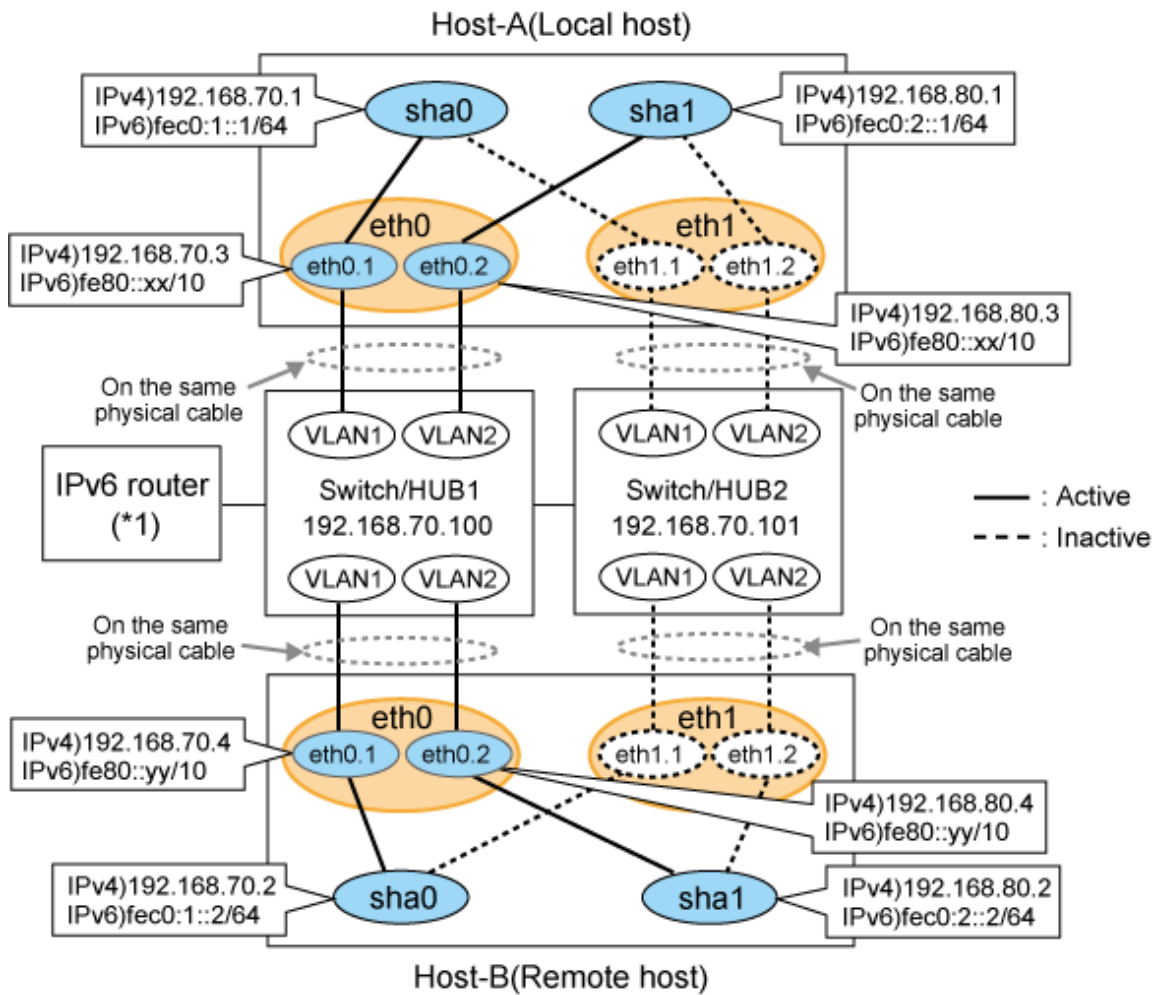 Host-A(Local host)
IPv4)192.168.70.1
IPv6)fec0:1::1/64
sha0
sha1
IPv4)192.168.80.1
IPv6)fec0:2::1/64
eth0
eth1
IPv4)192.168.70.3
IPv6)fe80::xx/10
eth0.1
eth0.2
eth1.1
eth1.2
IPv4)192.168.80.3
IPv6)fe80::xx/10
On the same
physical cable
On the same
physical cable
VLAN1
VLAN2
VLAN1
VLAN2
IPv6 router
(*1)
Switch/HUB1
192.168.70.100
Switch/HUB2
192.168.70.101
: Active
: Inactive
VLAN1
VLAN2
VLAN1
VLAN2
On the same
physical cable
On the same
physical cable
eth0
eth1
IPv4)192.168.70.4
IPv6)fe80::yy/10
eth0.1
eth0.2
eth1.1
eth1.2
IPv4)192.168.80.4
IPv6)fe80::yy/10
IPv4)192.168.70.2
IPv6)fec0:1::2/64
sha0
sha1
IPv4)192.168.80.2
IPv6)fec0:2::2/64
Host-B(Remote host)